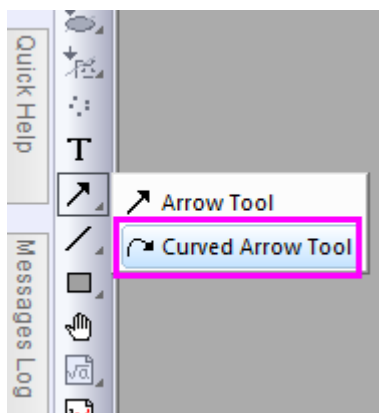 Quick Help
T
Arrow Tool
Curved Arrow Tool
Messages Log
√α